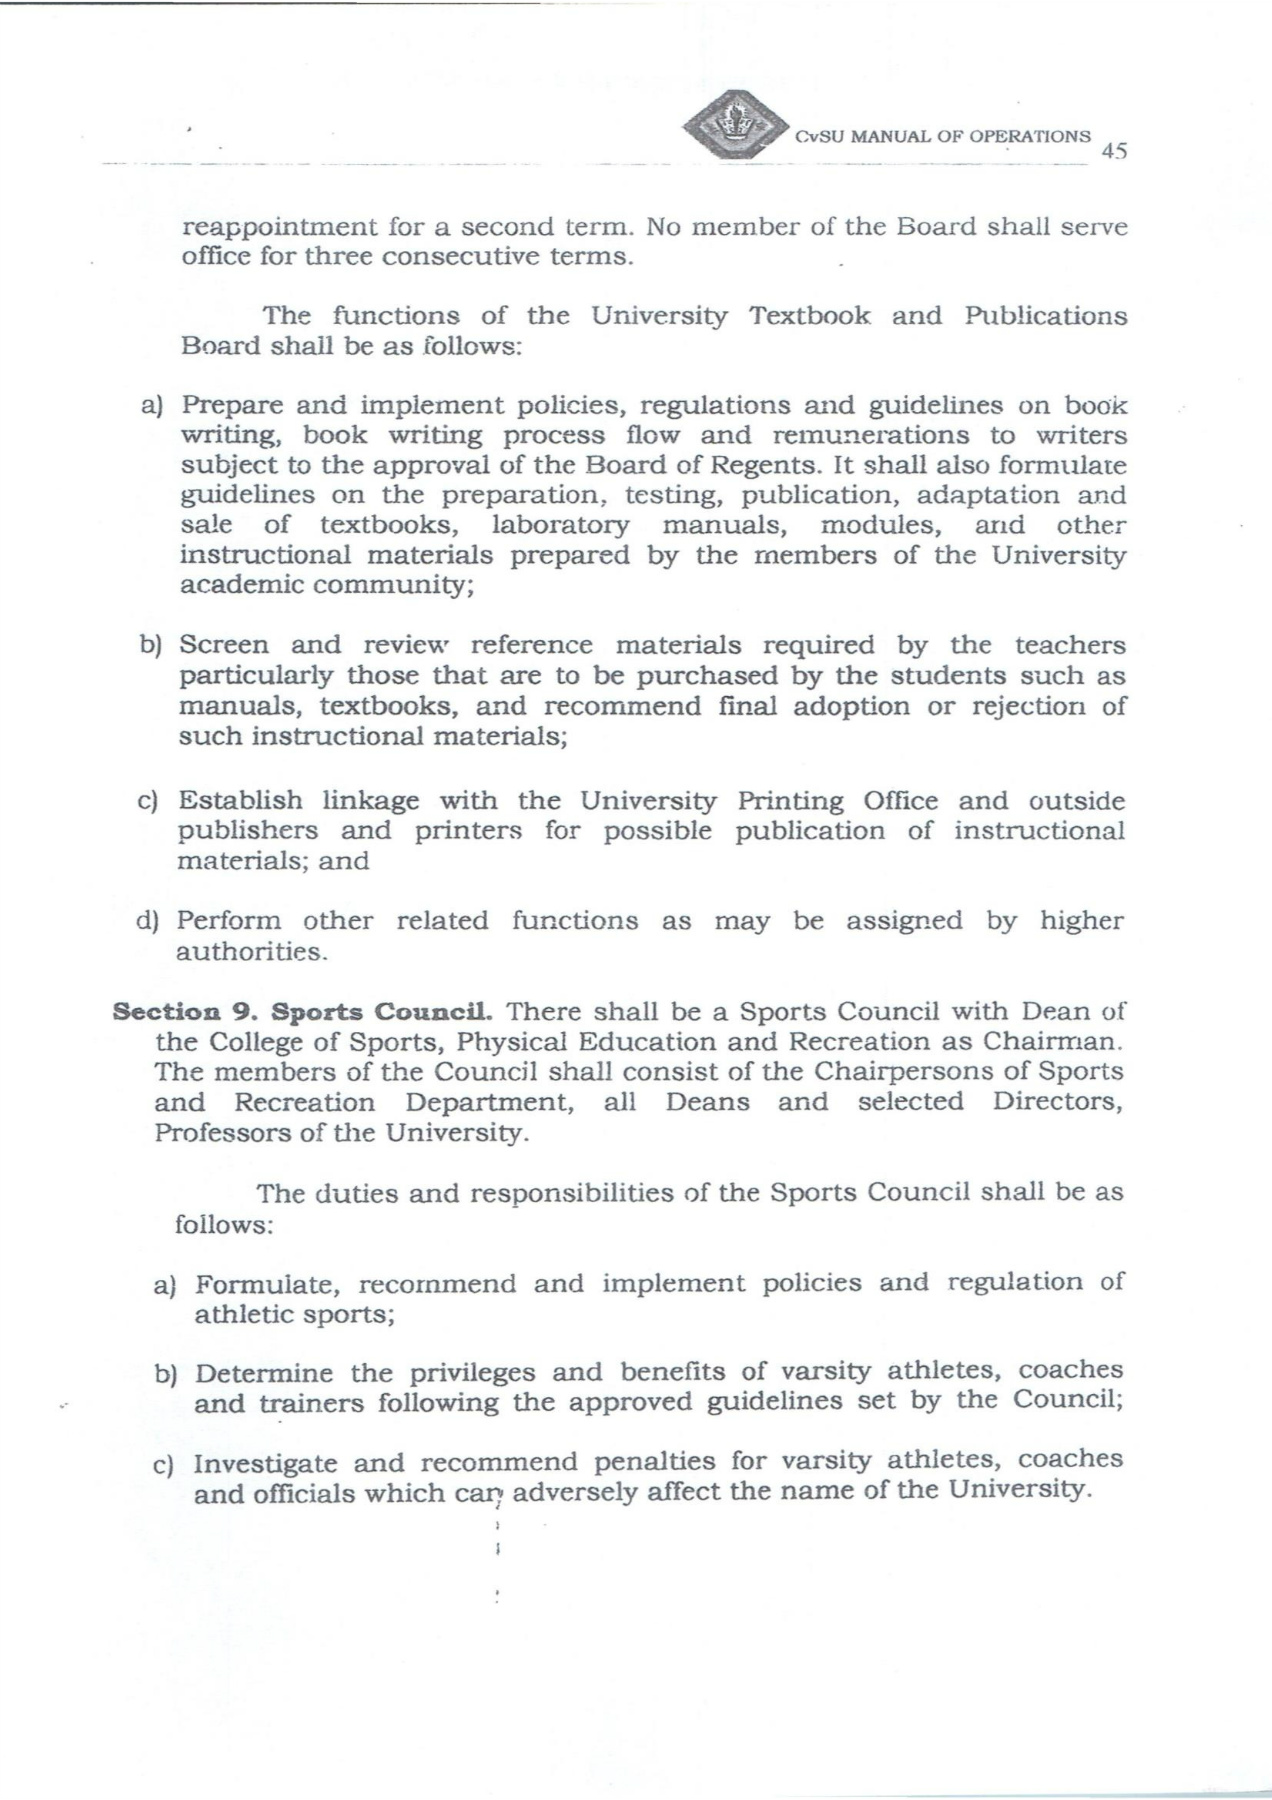 CvSU MANUAL OF OPERATIONS
45
reappointment for a second term. No member of the Board shall serve
office for three consecutive terms.
The functions of the University Textbook and Publications
Board shall be as follows:
a) Prepare and implement policies, regulations and guidelines on book
writing, book writing process flow and remunerations to writers
subject to the approval of the Board of Regents. It shall also formulate
guidelines on the preparation, testing, publication, adaptation and
sale of textbooks, laboratory manuals, modules, and other
instructional materials prepared by the members of the University
academic community;
b) Screen and review reference materials required by the teachers
particularly those that are to be purchased by the students such as
manuals, textbooks, and recommend final adoption or rejection of
such instructional materials;
c) Establish linkage with the University Printing Office and outside
publishers and printers for possible publication of instructional
materials; and
d) Perform other related functions as may be assigned by higher
authorities.
Section 9. Sports Council. There shall be a Sports Council with Dean of
the College of Sports, Physical Education and Recreation as Chairman.
The members of the Council shall consist of the Chairpersons of Sports
and Recreation Department, all Deans and selected Directors,
Professors of the University.
The duties and responsibilities of the Sports Council shall be as
follows:
a) Formulate, recommend and implement policies and regulation of
athletic sports;
b) Determine the privileges and benefits of varsity athletes, coaches
and trainers following the approved guidelines set by the Council;
c) Investigate and recommend penalties for varsity athletes, coaches
and officials which can adversely affect the name of the University.